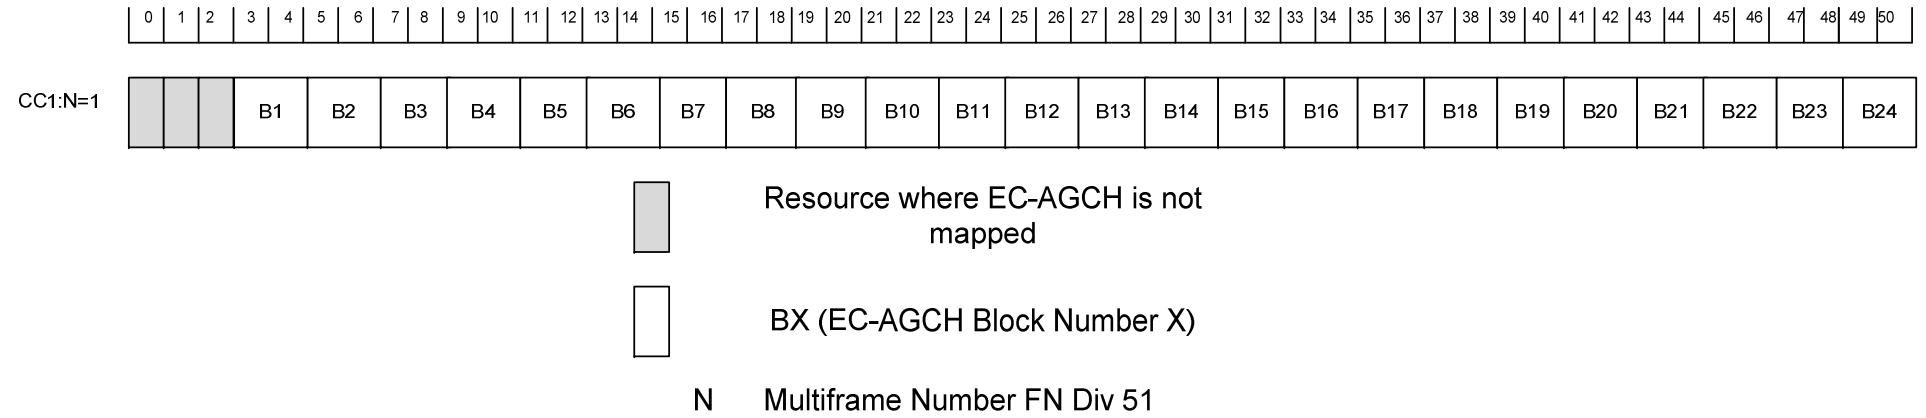 0 1 2 3 4 5 6 7 8 9 10 11 12 13 14 15 16 17 18 19 20 21 22 23 24 25 26 27 28 29 30 31 32 33 34 35 36 37 38 39 40 41 42 43 44 45 46 47 48 49 50
CC1:N=1 B1 B2 B3 B4 B5 B6 B7 B8 B9 B10 B11 B12 B13 B14 B15 B16 B17 B18 B19 B20 B21 B22 B23 B24
Resource where EC-AGCH is not
mapped
BX (EC-AGCH Block Number X)
N Multiframe Number FN Div 51